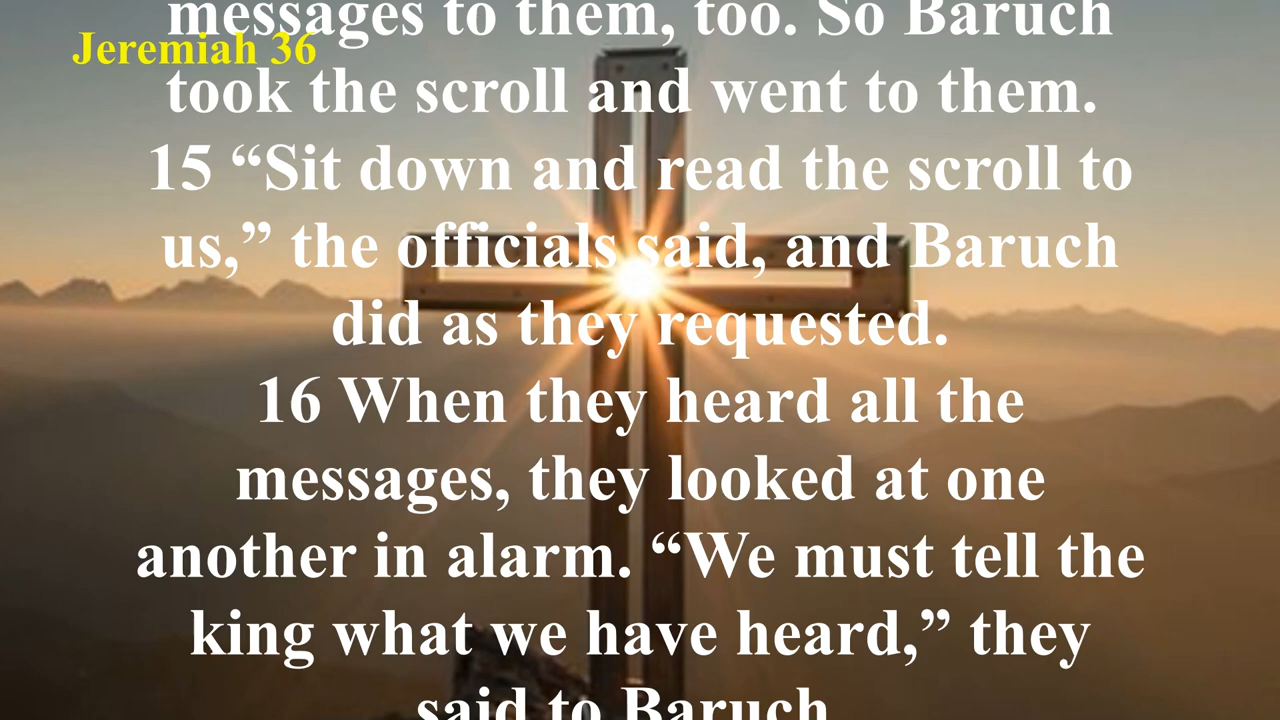 messages to them, too. So Baruch
Jeremiah 36
took the scroll and went to them.
15 “Sit down and read the scroll to
us,” the officials said, and Baruch
did as they requested.
16 When they heard all the
messages, they looked at one
another in alarm. “We must tell the
king what we have heard,” they
said to Baruch.